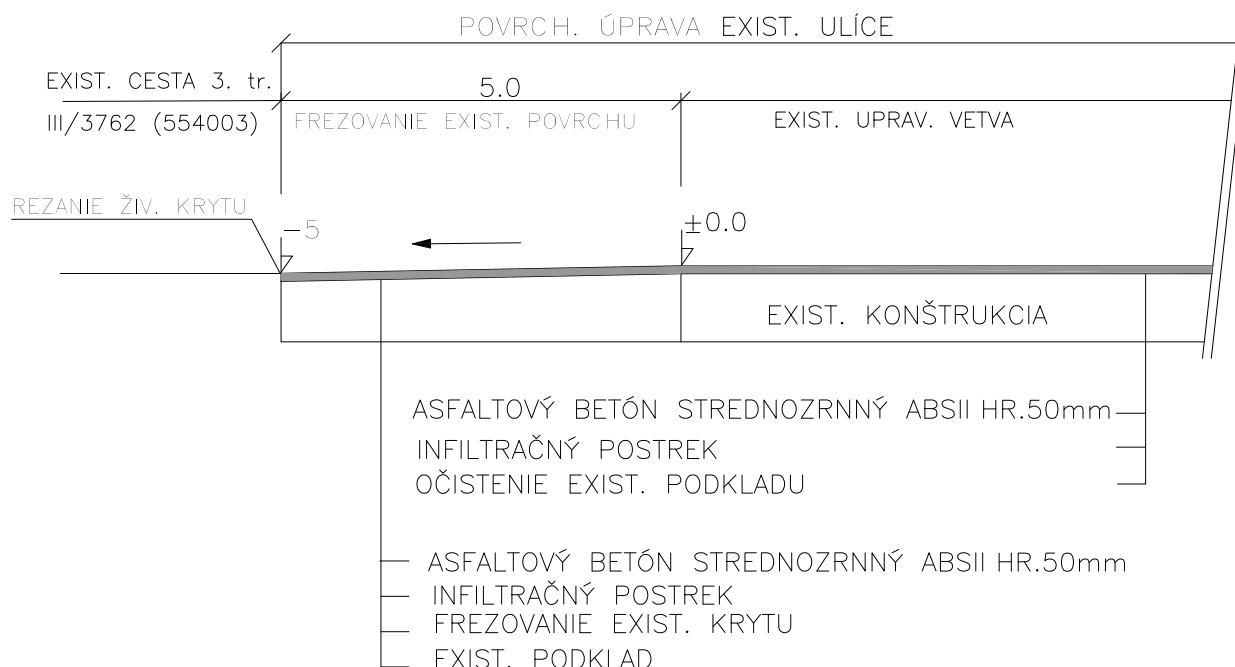 POVRCH. ÚPRAVA EXIST. ULÍCE
EXIST. CESTA 3. tr.
5.0
III/3762 (554003)
FREZOVANIE EXIST. POVRCHU
EXIST. UPRAV. VETVA
REZANIE ŽIV. KRYTU
-5
±0.0
EXIST. KONŠTRUKCIA
ASFALTOVÝ BETÓN STREDNOZRNNÝ ABSII HR.50mm
INFILTRAČNÝ POSTREK
OČISTENIE EXIST. PODKLADU
ASFALTOVÝ BETÓN STREDNOZRNNÝ ABSII HR.50mm
INFILTRAČNÝ POSTREK
FREZOVANIE EXIST. KRYTU
EXIST. PODKLAD